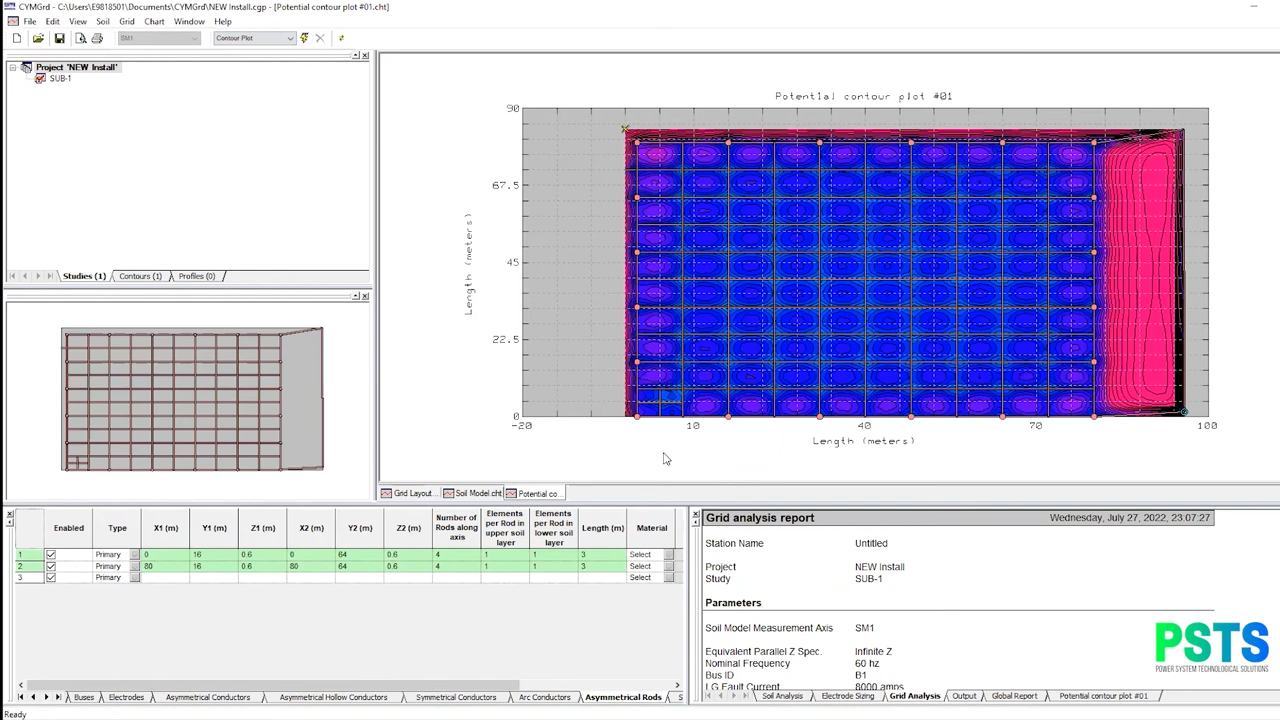 CYMGrd - C:\Users\E9818501\Documents\CYMGrd\NEW Install.cgp - [Potential contour plot #01.cht]
File Edit View Soil Grid Chart Window Help
SM1 Contour Plot
Project 'NEW Install'
SUB-1
Studies (1) Contours (1) Profiles (0)
Potential contour plot #01
90
67.5
45
22.5
0
Length (meters)
-20 10 40 70 100
Length (meters)
Grid Layout... Soil Model.cht Potential co...
Enabled Type X1 (m) Y1 (m) Z1 (m) X2 (m) Y2 (m) Z2 (m) Number of Rods along axis Elements per Rod in upper soil layer Elements per Rod in lower soil layer Length (m) Material
1 Primary 0 16 0.6 0 64 0.6 4 1 1 3 Select
2 Primary 80 16 0.6 80 64 0.6 4 1 1 3 Select
3 Primary Select
Buses Electrodes Asymmetrical Conductors Asymmetrical Hollow Conductors Symmetrical Conductors Arc Conductors Asymmetrical Rods S
Grid analysis report Wednesday, July 27, 2022, 23:07:27
Station Name Untitled
Project NEW Install
Study SUB-1
Parameters
Soil Model Measurement Axis SM1
Equivalent Parallel Z Spec. Infinite Z
Nominal Frequency 60 hz
Bus ID B1
LG Fault Current 8000 amps
PSTS
POWER SYSTEM TECHNOLOGICAL SOLUTIONS
Soil Analysis Electrode Sizing Grid Analysis Output Global Report Potential contour plot #01
Ready